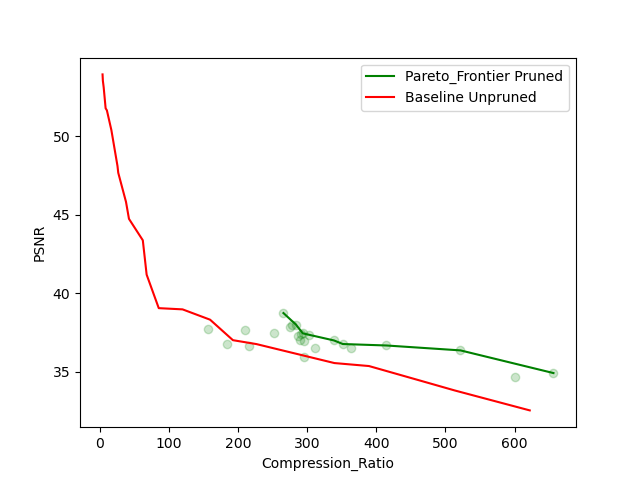 Pareto_Frontier Pruned
Baseline Unpruned
50
45
40
35
PSNR
0 100 200 300 400 500 600
Compression_Ratio